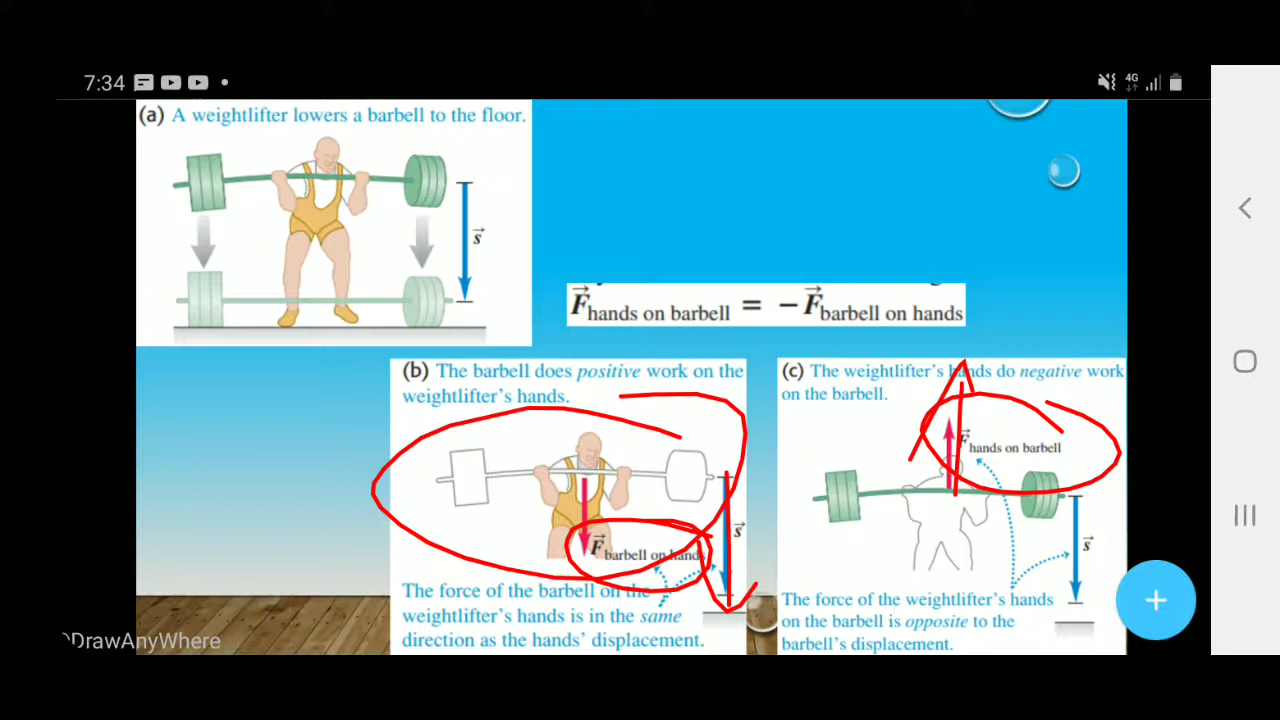 7:34
4G
(a) A weightlifter lowers a barbell to the floor.
s
F hands on barbell = −F barbell on hands
(b) The barbell does positive work on the
weightlifter's hands.
F barbell on hands
s
The force of the barbell on the
weightlifter's hands is in the same
direction as the hands' displacement.
(c) The weightlifter's hands do negative work
on the barbell.
F hands on barbell
s
The force of the weightlifter's hands
on the barbell is opposite to the
barbell's displacement.
DrawAnyWhere